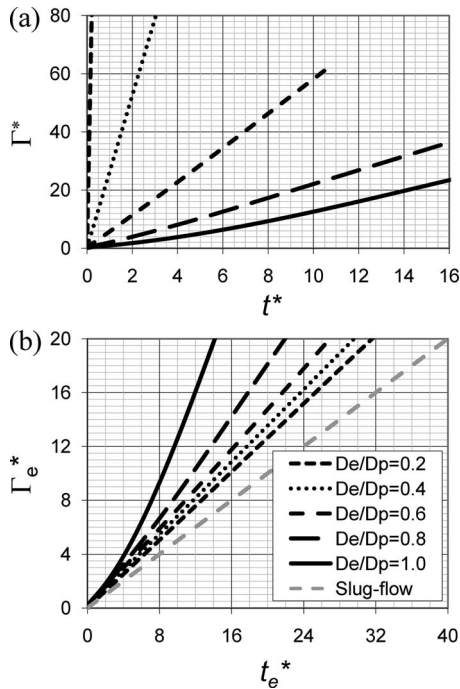 (a)
80
60
40
20
0
Γ*
0 2 4 6 8 10 12 14 16
t*
(b)
20
16
12
8
4
0
Γe*
De/Dp=0.2
De/Dp=0.4
De/Dp=0.6
De/Dp=0.8
De/Dp=1.0
Slug-flow
0 8 16 24 32 40
te*